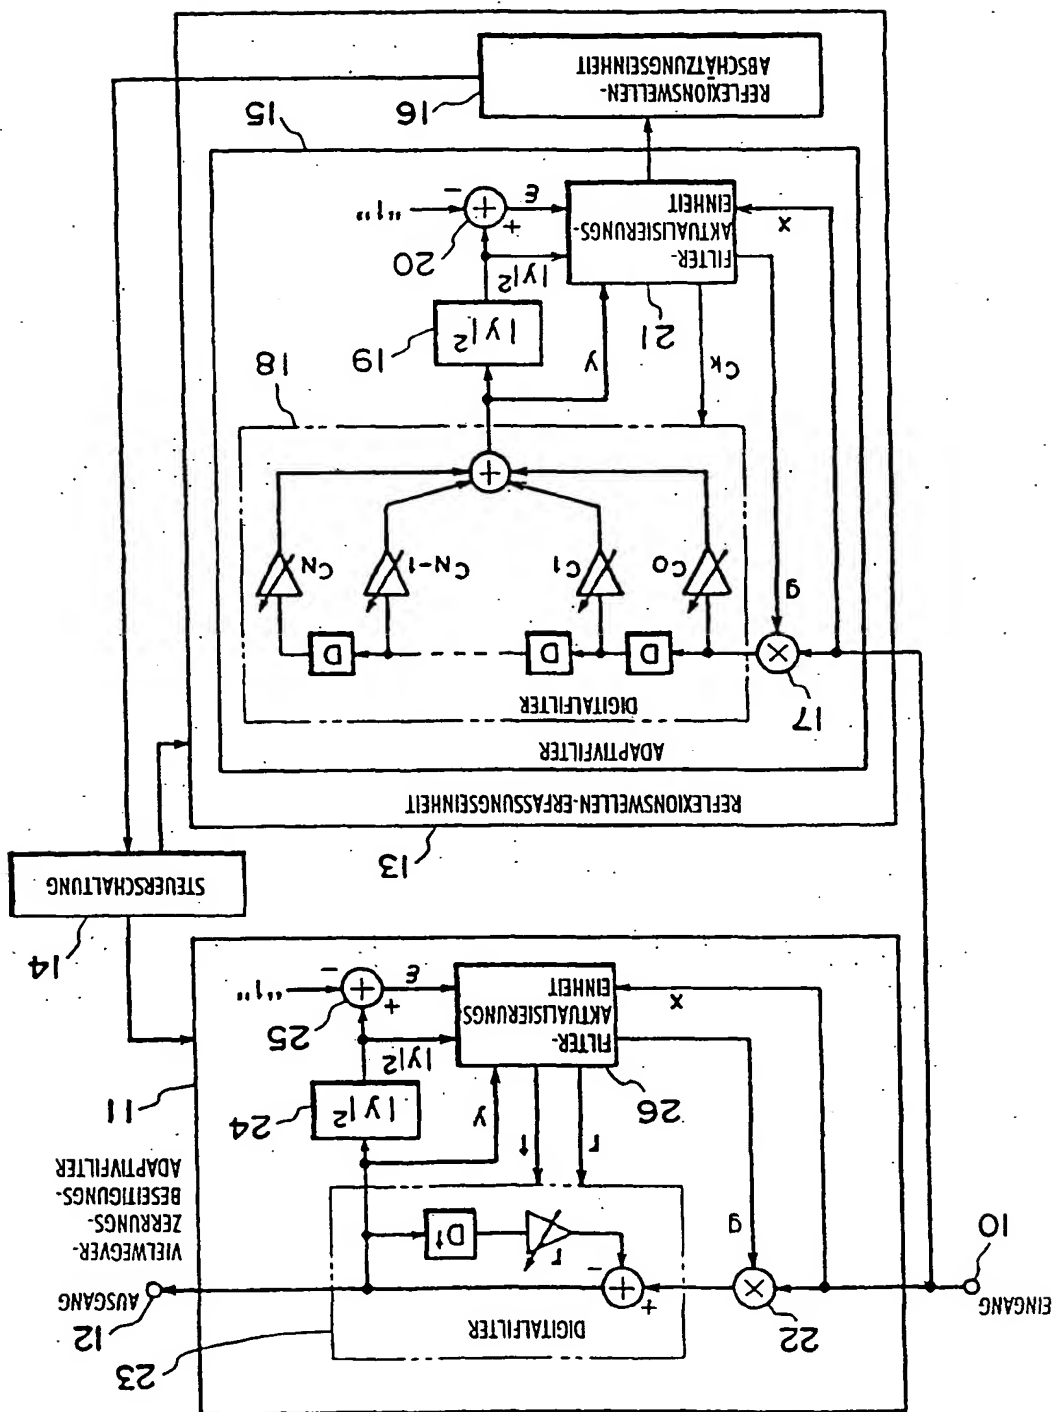 23
DIGITALFILTER
EINGANG
10
22
×
+
+
−
12
AUSGANG
VIELWEGVER-
ZERRUNGS-
BESEITIGUNGS-
ADAPTIVFILTER
11
g
r
Dt
r
t
y
26
|y|²
24
x
FILTER-
AKTUALISIERUNGS
EINHEIT
|y|²
ε
+
+
−
"1"
25
14
STEUERSCHALTUNG
13
REFLEXIONSWELLEN-ERFASSUNGSEINHEIT
ADAPTIVFILTER
DIGITALFILTER
17
×
D
D
D
g
C0
C1
CN-1
CN
+
18
CK
y
|y|²
19
21
x
FILTER-
AKTUALISIERUNGS-
EINHEIT
|y|²
ε
+
+
−
"1"
20
15
REFLEXIONSWELLEN-
ABSCHÄTZUNGSEINHEIT
16